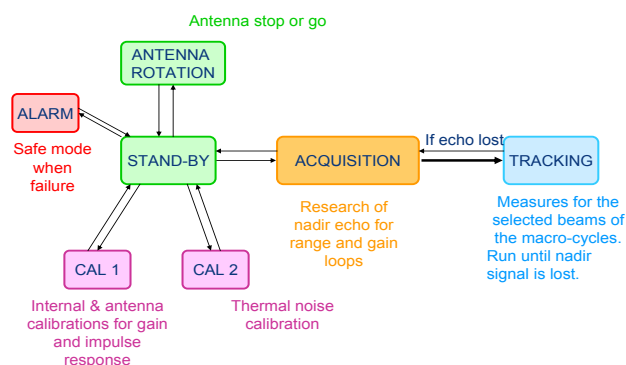 Antenna stop or go
ANTENNA
ROTATION
ALARM
Safe mode
when
failure
STAND-BY
ACQUISITION
If echo lost
TRACKING
Research of
nadir echo for
range and gain
loops
Measures for the
selected beams of
the macro-cycles.
Run until nadir
signal is lost.
CAL 1
CAL 2
Internal & antenna
calibrations for gain
and impulse
response
Thermal noise
calibration